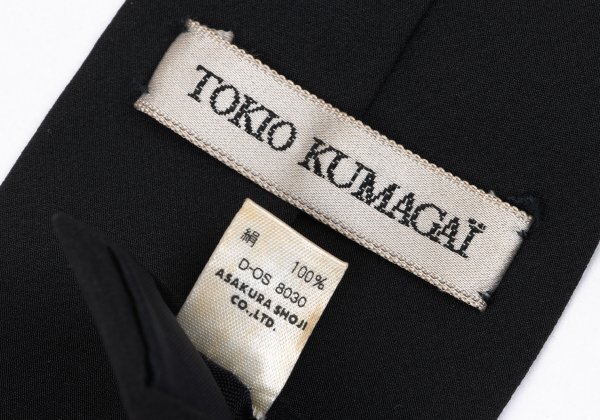 TOKIO KUMAGAÏ
絹 100%
D-OS 8030
ASAKURA SHOJI
CO.,LTD.